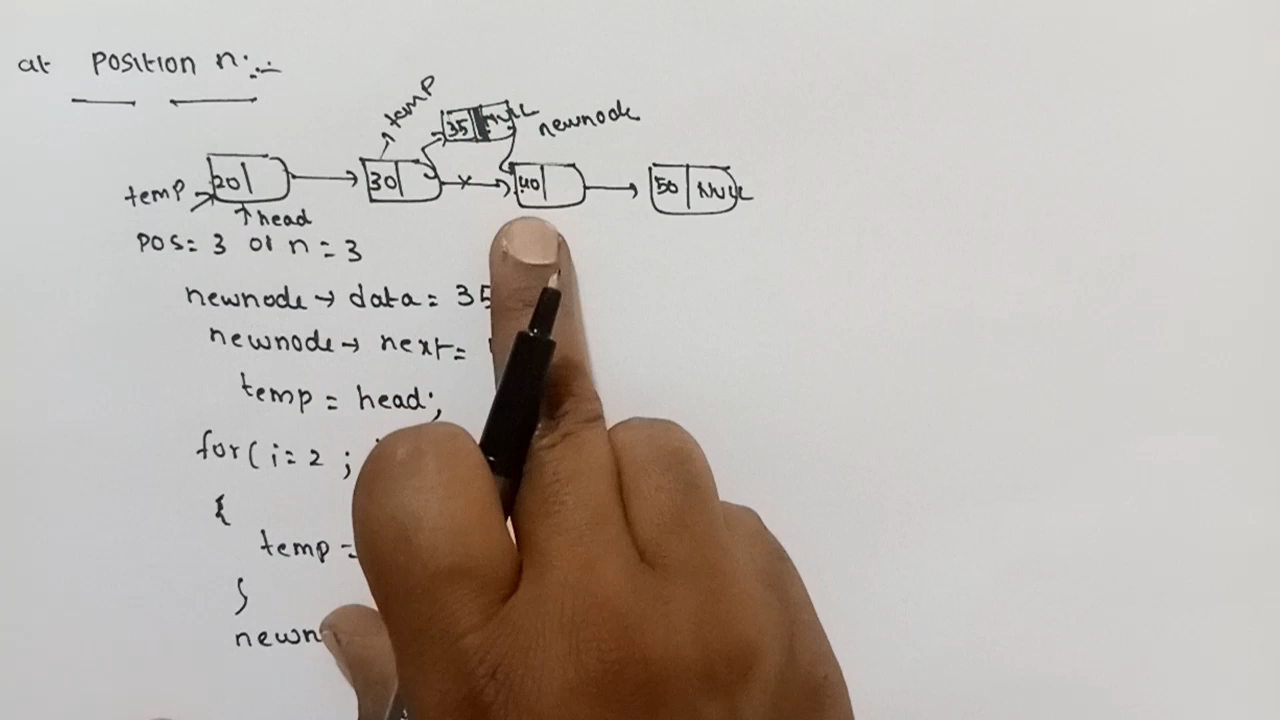 at position n:-
temp
35 NULL newnode
20 30 40 50 NULL
temp head
pos= 3 or n = 3
newnode → data = 35
newnode → next=
temp = head;
for( i= 2 ;
{
temp =
}
newn